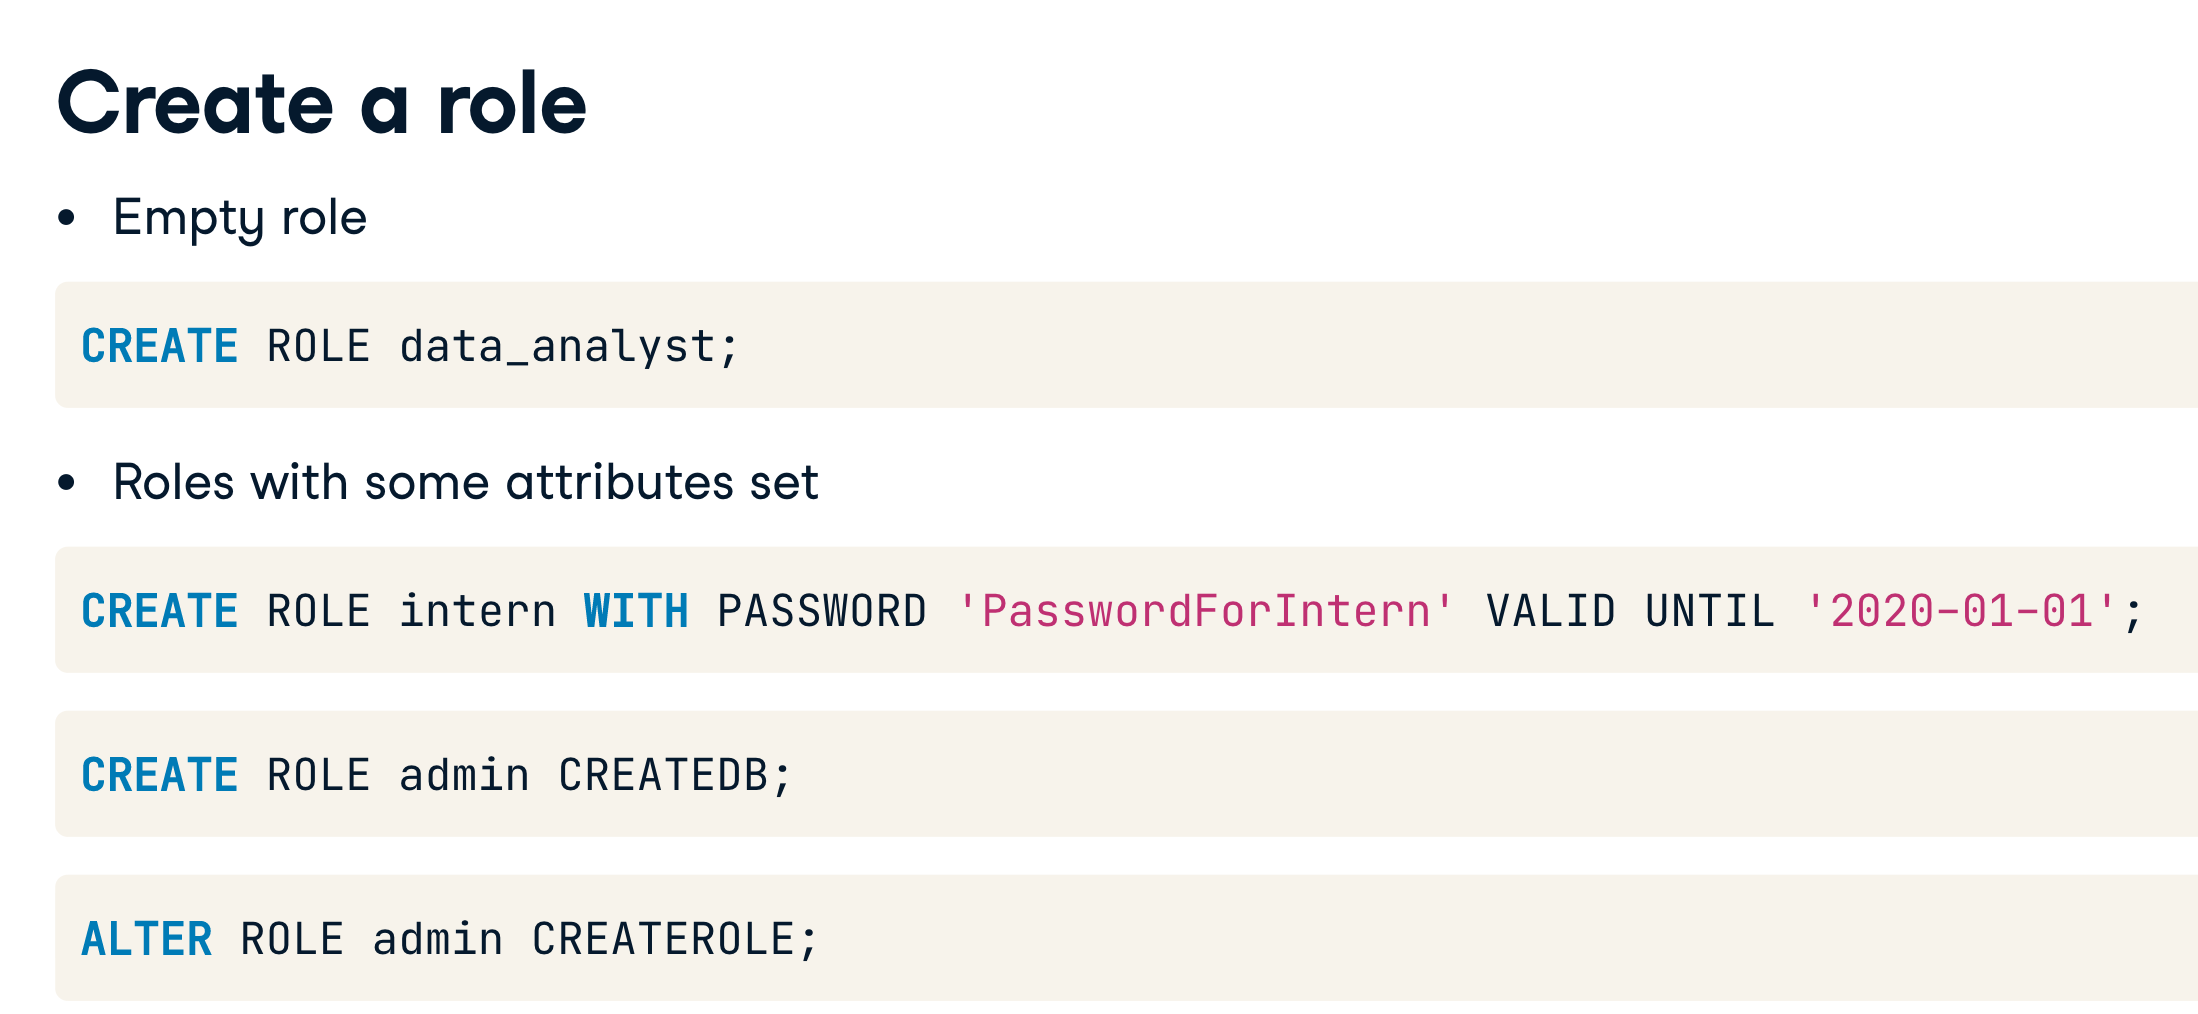 Create a role
• Empty role
CREATE ROLE data_analyst;
• Roles with some attributes set
CREATE ROLE intern WITH PASSWORD 'PasswordForIntern' VALID UNTIL '2020-01-01';
CREATE ROLE admin CREATEDB;
ALTER ROLE admin CREATEROLE;